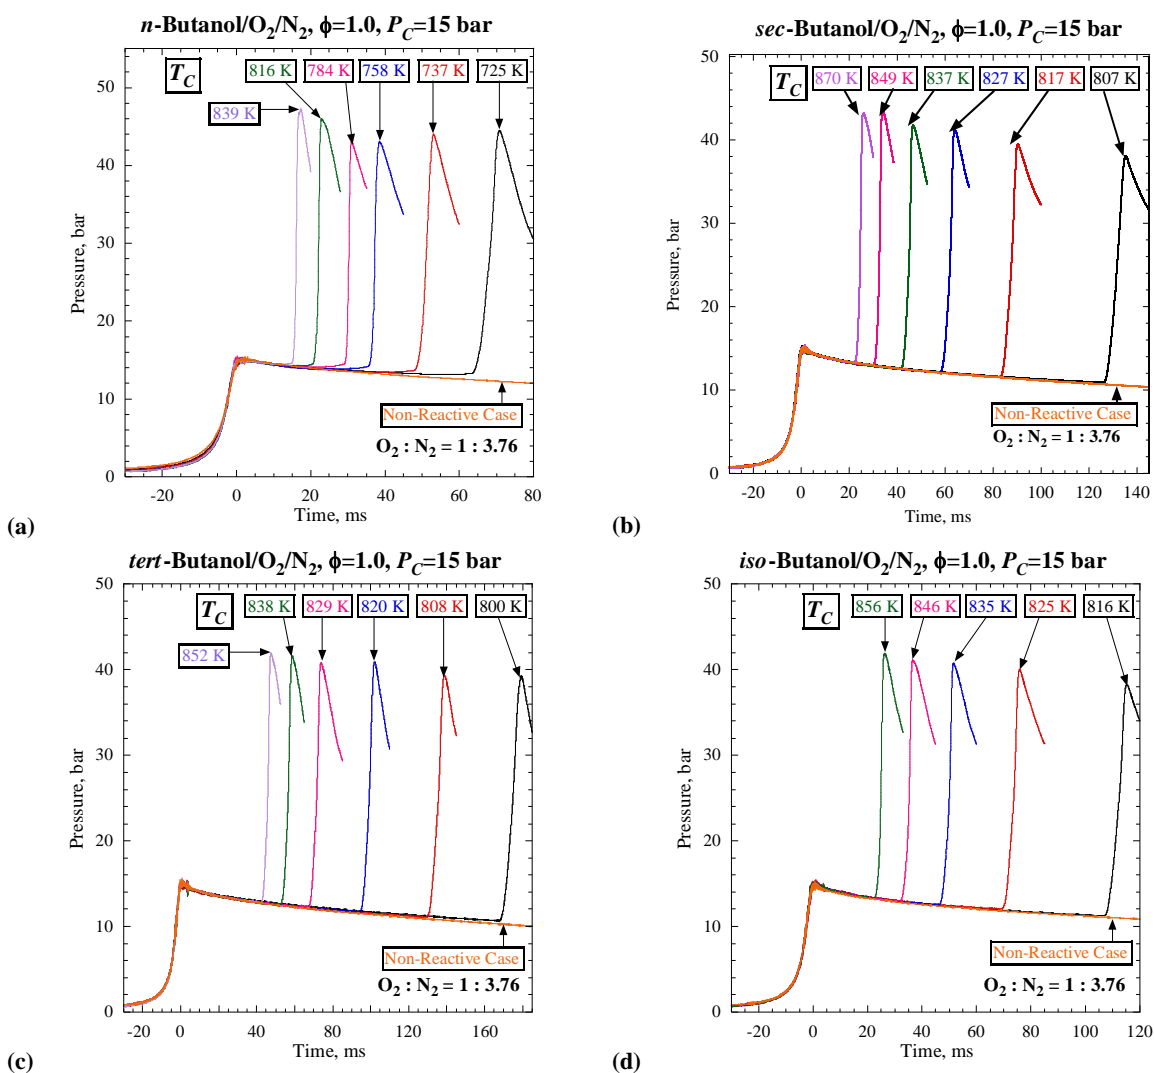 n-Butanol/O2/N2, ϕ=1.0, PC=15 bar
TC
816 K 784 K 758 K 737 K 725 K
839 K
50
40
30
20
10
0
Pressure, bar
Non-Reactive Case
O2 : N2 = 1 : 3.76
-20 0 20 40 60 80
Time, ms
(a)
sec-Butanol/O2/N2, ϕ=1.0, PC=15 bar
TC
870 K 849 K 837 K 827 K 817 K 807 K
50
40
30
20
10
0
Pressure, bar
Non-Reactive Case
O2 : N2 = 1 : 3.76
-20 0 20 40 60 80 100 120 140
Time, ms
(b)
tert-Butanol/O2/N2, ϕ=1.0, PC=15 bar
TC
838 K 829 K 820 K 808 K 800 K
852 K
50
40
30
20
10
0
Pressure, bar
Non-Reactive Case
O2 : N2 = 1 : 3.76
-20 0 40 80 120 160
Time, ms
(c)
iso-Butanol/O2/N2, ϕ=1.0, PC=15 bar
TC
856 K 846 K 835 K 825 K 816 K
50
40
30
20
10
0
Pressure, bar
Non-Reactive Case
O2 : N2 = 1 : 3.76
-20 0 20 40 60 80 100 120
Time, ms
(d)